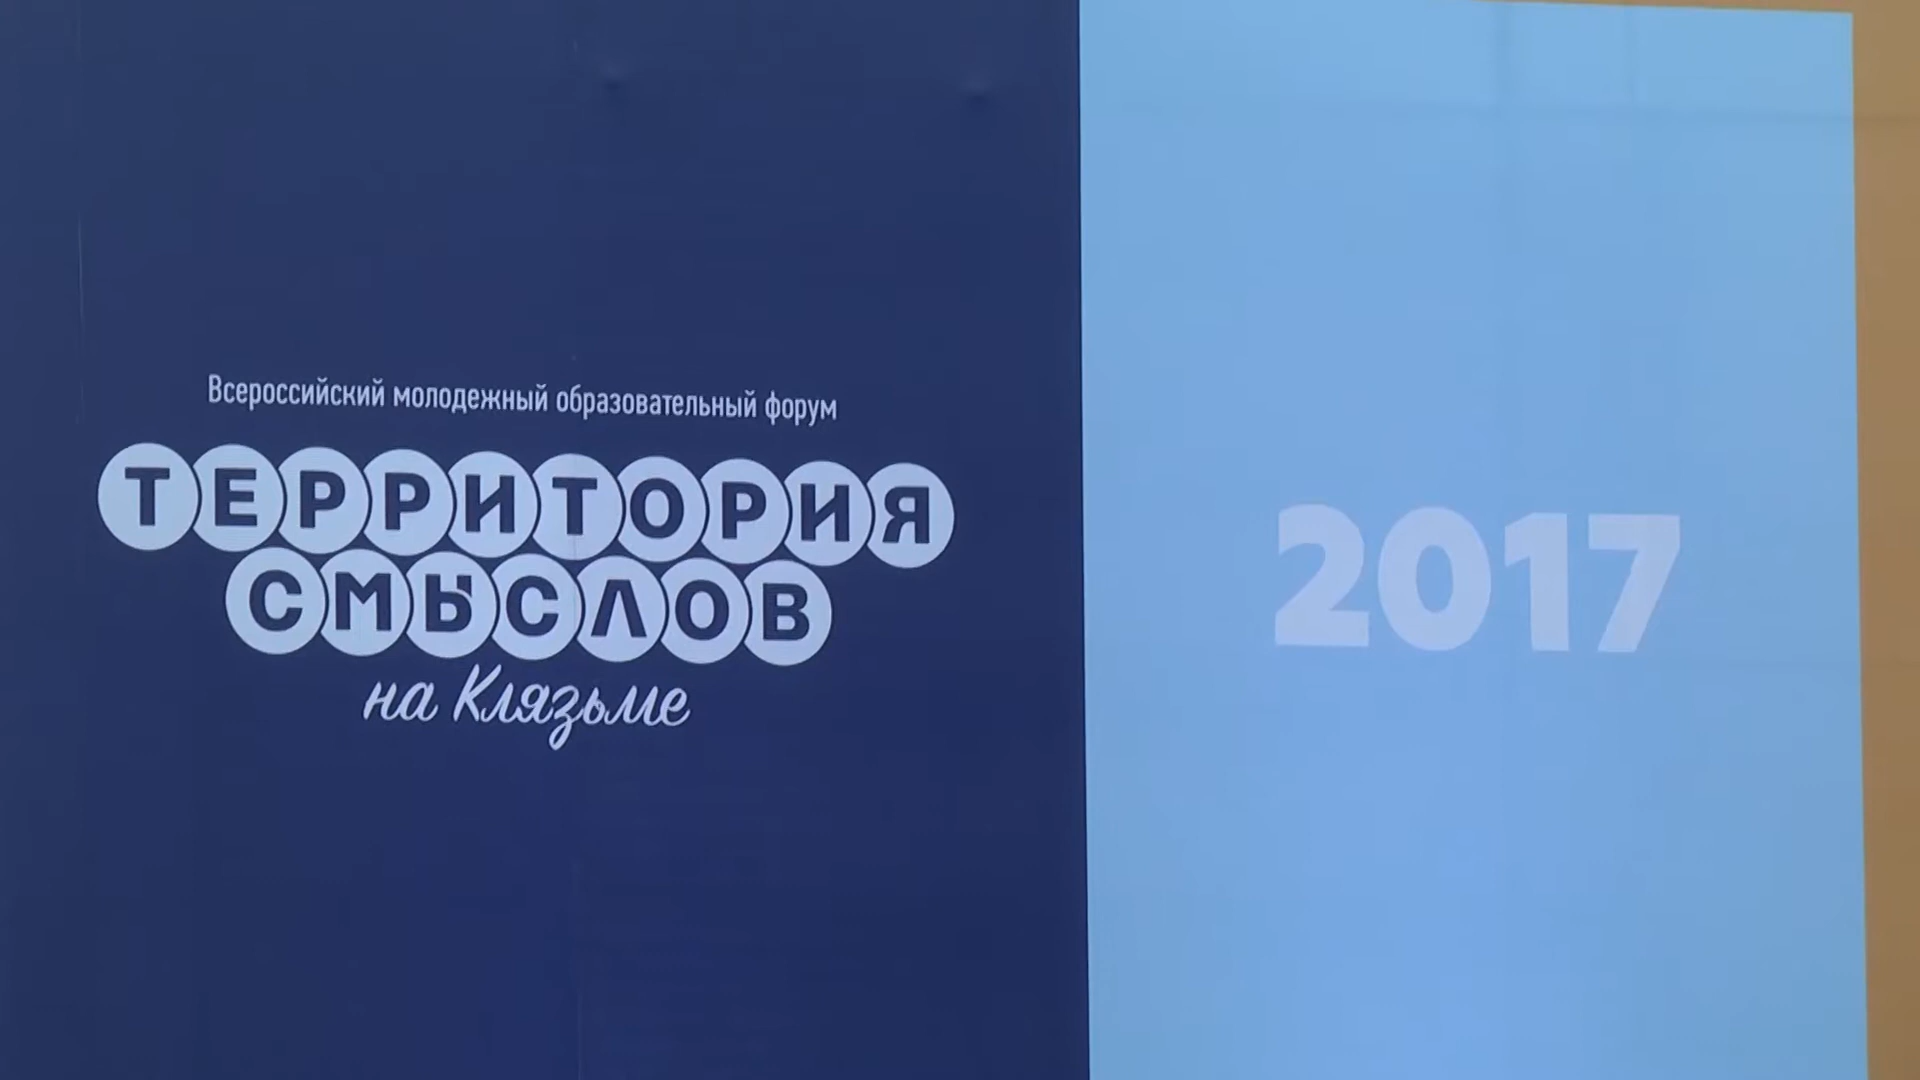 Всероссийский молодежный образовательный форум
ТЕРРИТОРИЯ
СМЫСЛОВ
на Клязьме
2017